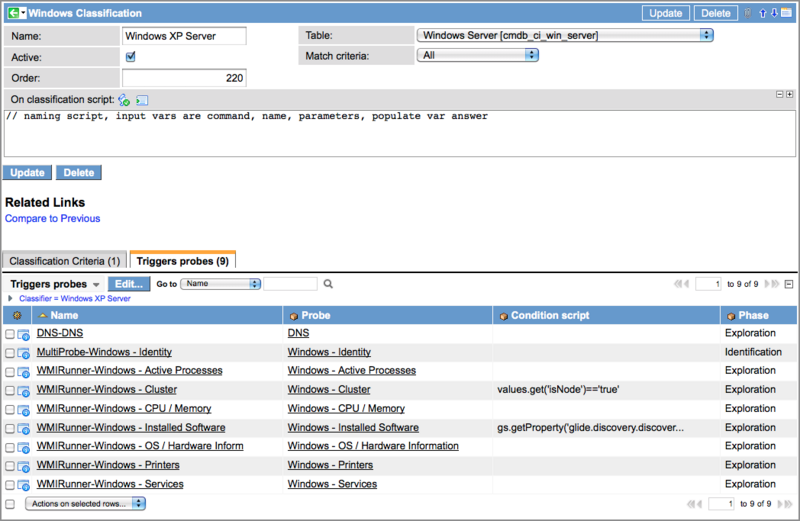 Windows Classification Update Delete
Name: Windows XP Server Table: Windows Server [cmdb_ci_win_server]
Active: Match criteria: All
Order: 220
On classification script:
// naming script, input vars are command, name, parameters, populate var answer
Update Delete
Related Links
Compare to Previous
Classification Criteria (1) Triggers probes (9)
Triggers probes Edit... Go to Name 1 to 9 of 9
Classifier = Windows XP Server
Name Probe Condition script Phase
DNS-DNS DNS Exploration
MultiProbe-Windows - Identity Windows - Identity Identification
WMIRunner-Windows - Active Processes Windows - Active Processes Exploration
WMIRunner-Windows - Cluster Windows - Cluster values.get('isNode')=='true' Exploration
WMIRunner-Windows - CPU / Memory Windows - CPU / Memory Exploration
WMIRunner-Windows - Installed Software Windows - Installed Software gs.getProperty('glide.discovery.discover... Exploration
WMIRunner-Windows - OS / Hardware Inform Windows - OS / Hardware Information Exploration
WMIRunner-Windows - Printers Windows - Printers Exploration
WMIRunner-Windows - Services Windows - Services Exploration
Actions on selected rows... 1 to 9 of 9